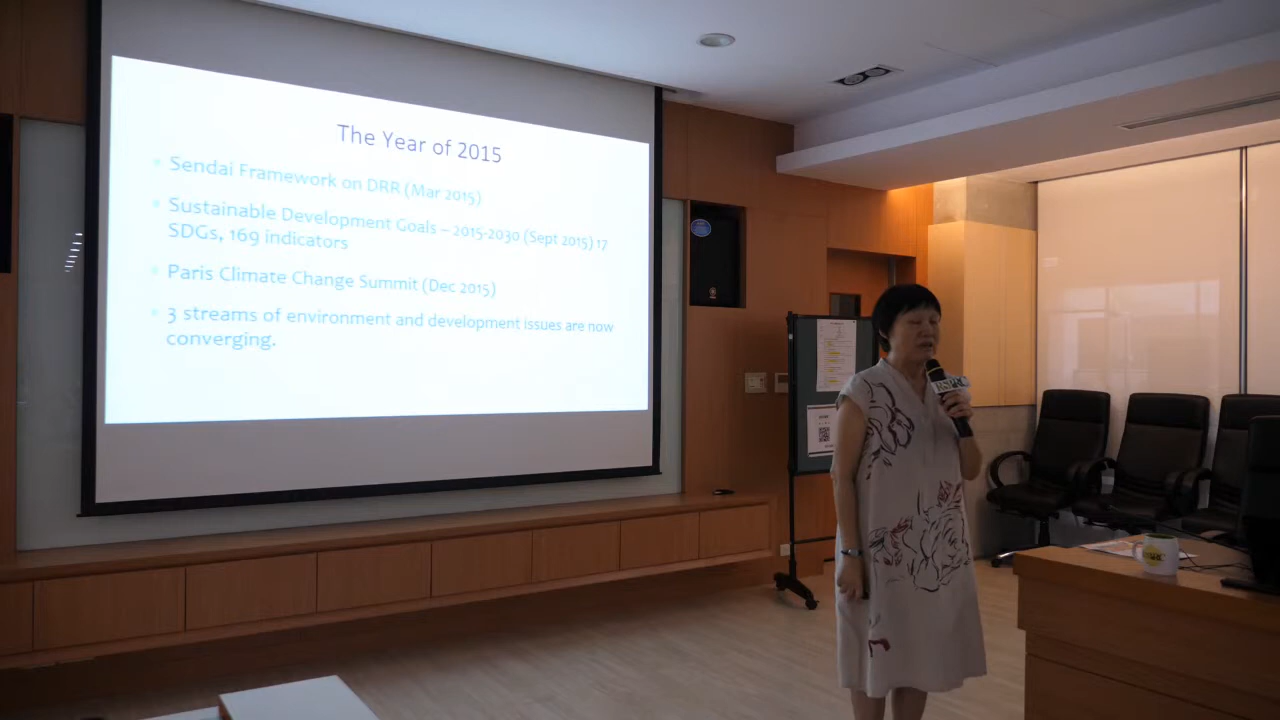 The Year of 2015
Sendai Framework on DRR (Mar 2015)
Sustainable Development Goals – 2015-2030 (Sept 2015) 17
SDGs, 169 indicators
Paris Climate Change Summit (Dec 2015)
3 streams of environment and development issues are now
converging.